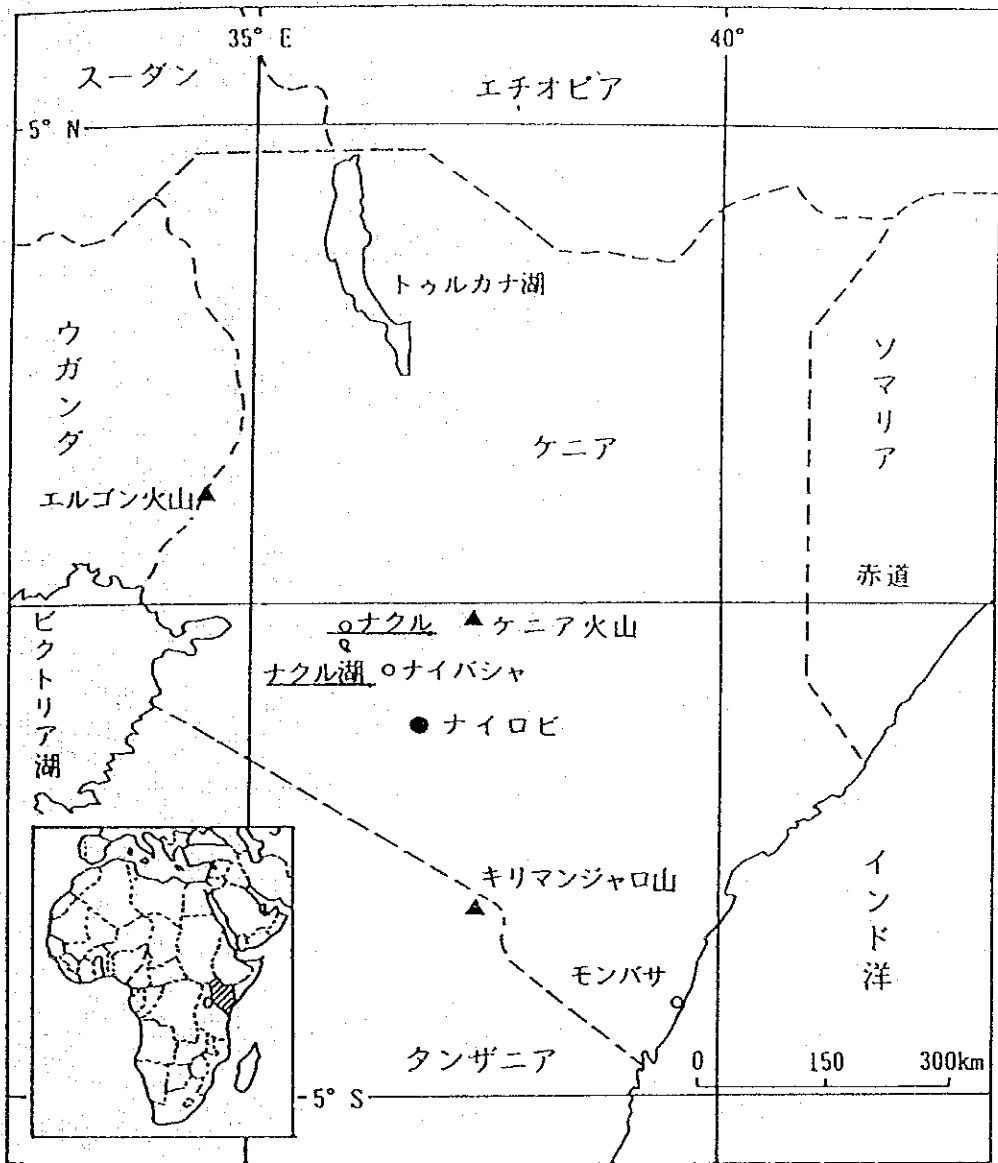 35° E
40°
スーダン
エチオピア
5° N
トゥルカナ湖
ウガンダ
ソマリア
ケニア
エルゴン火山
赤道
ナクル
ケニア火山
ビクトリア湖
ナクル湖
ナイバシャ
ナイロビ
キリマンジャロ山
インド洋
モンバサ
タンザニア
0 150 300km
5° S